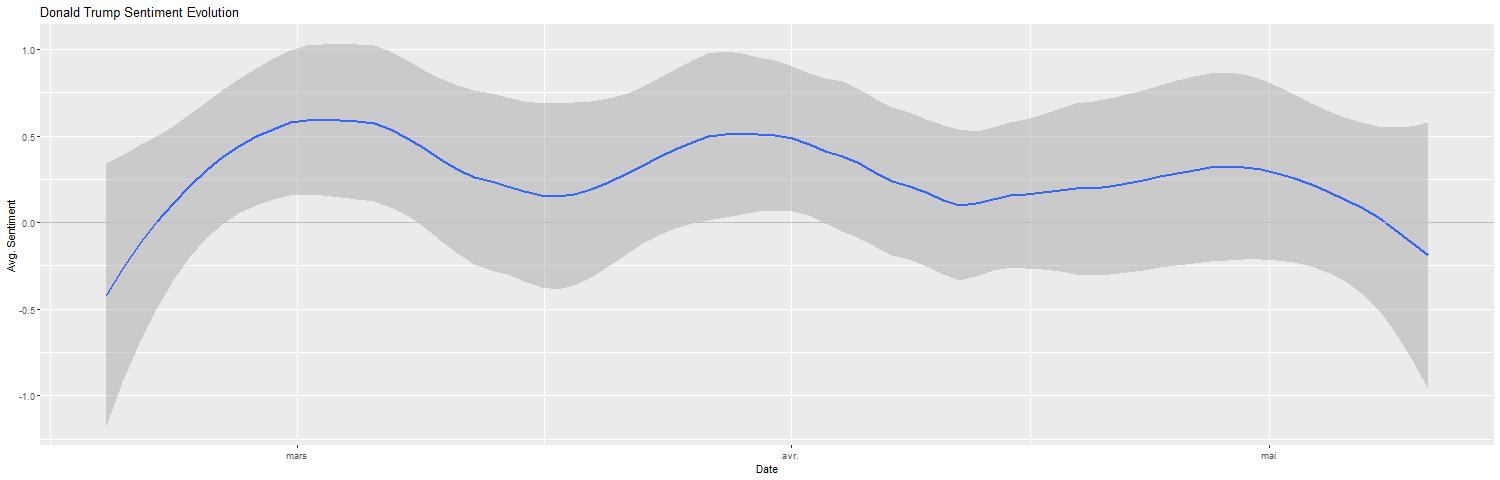 Donald Trump Sentiment Evolution
1.0
0.5
0.0
-0.5
-1.0
Avg. Sentiment
mars
avr.
mai
Date